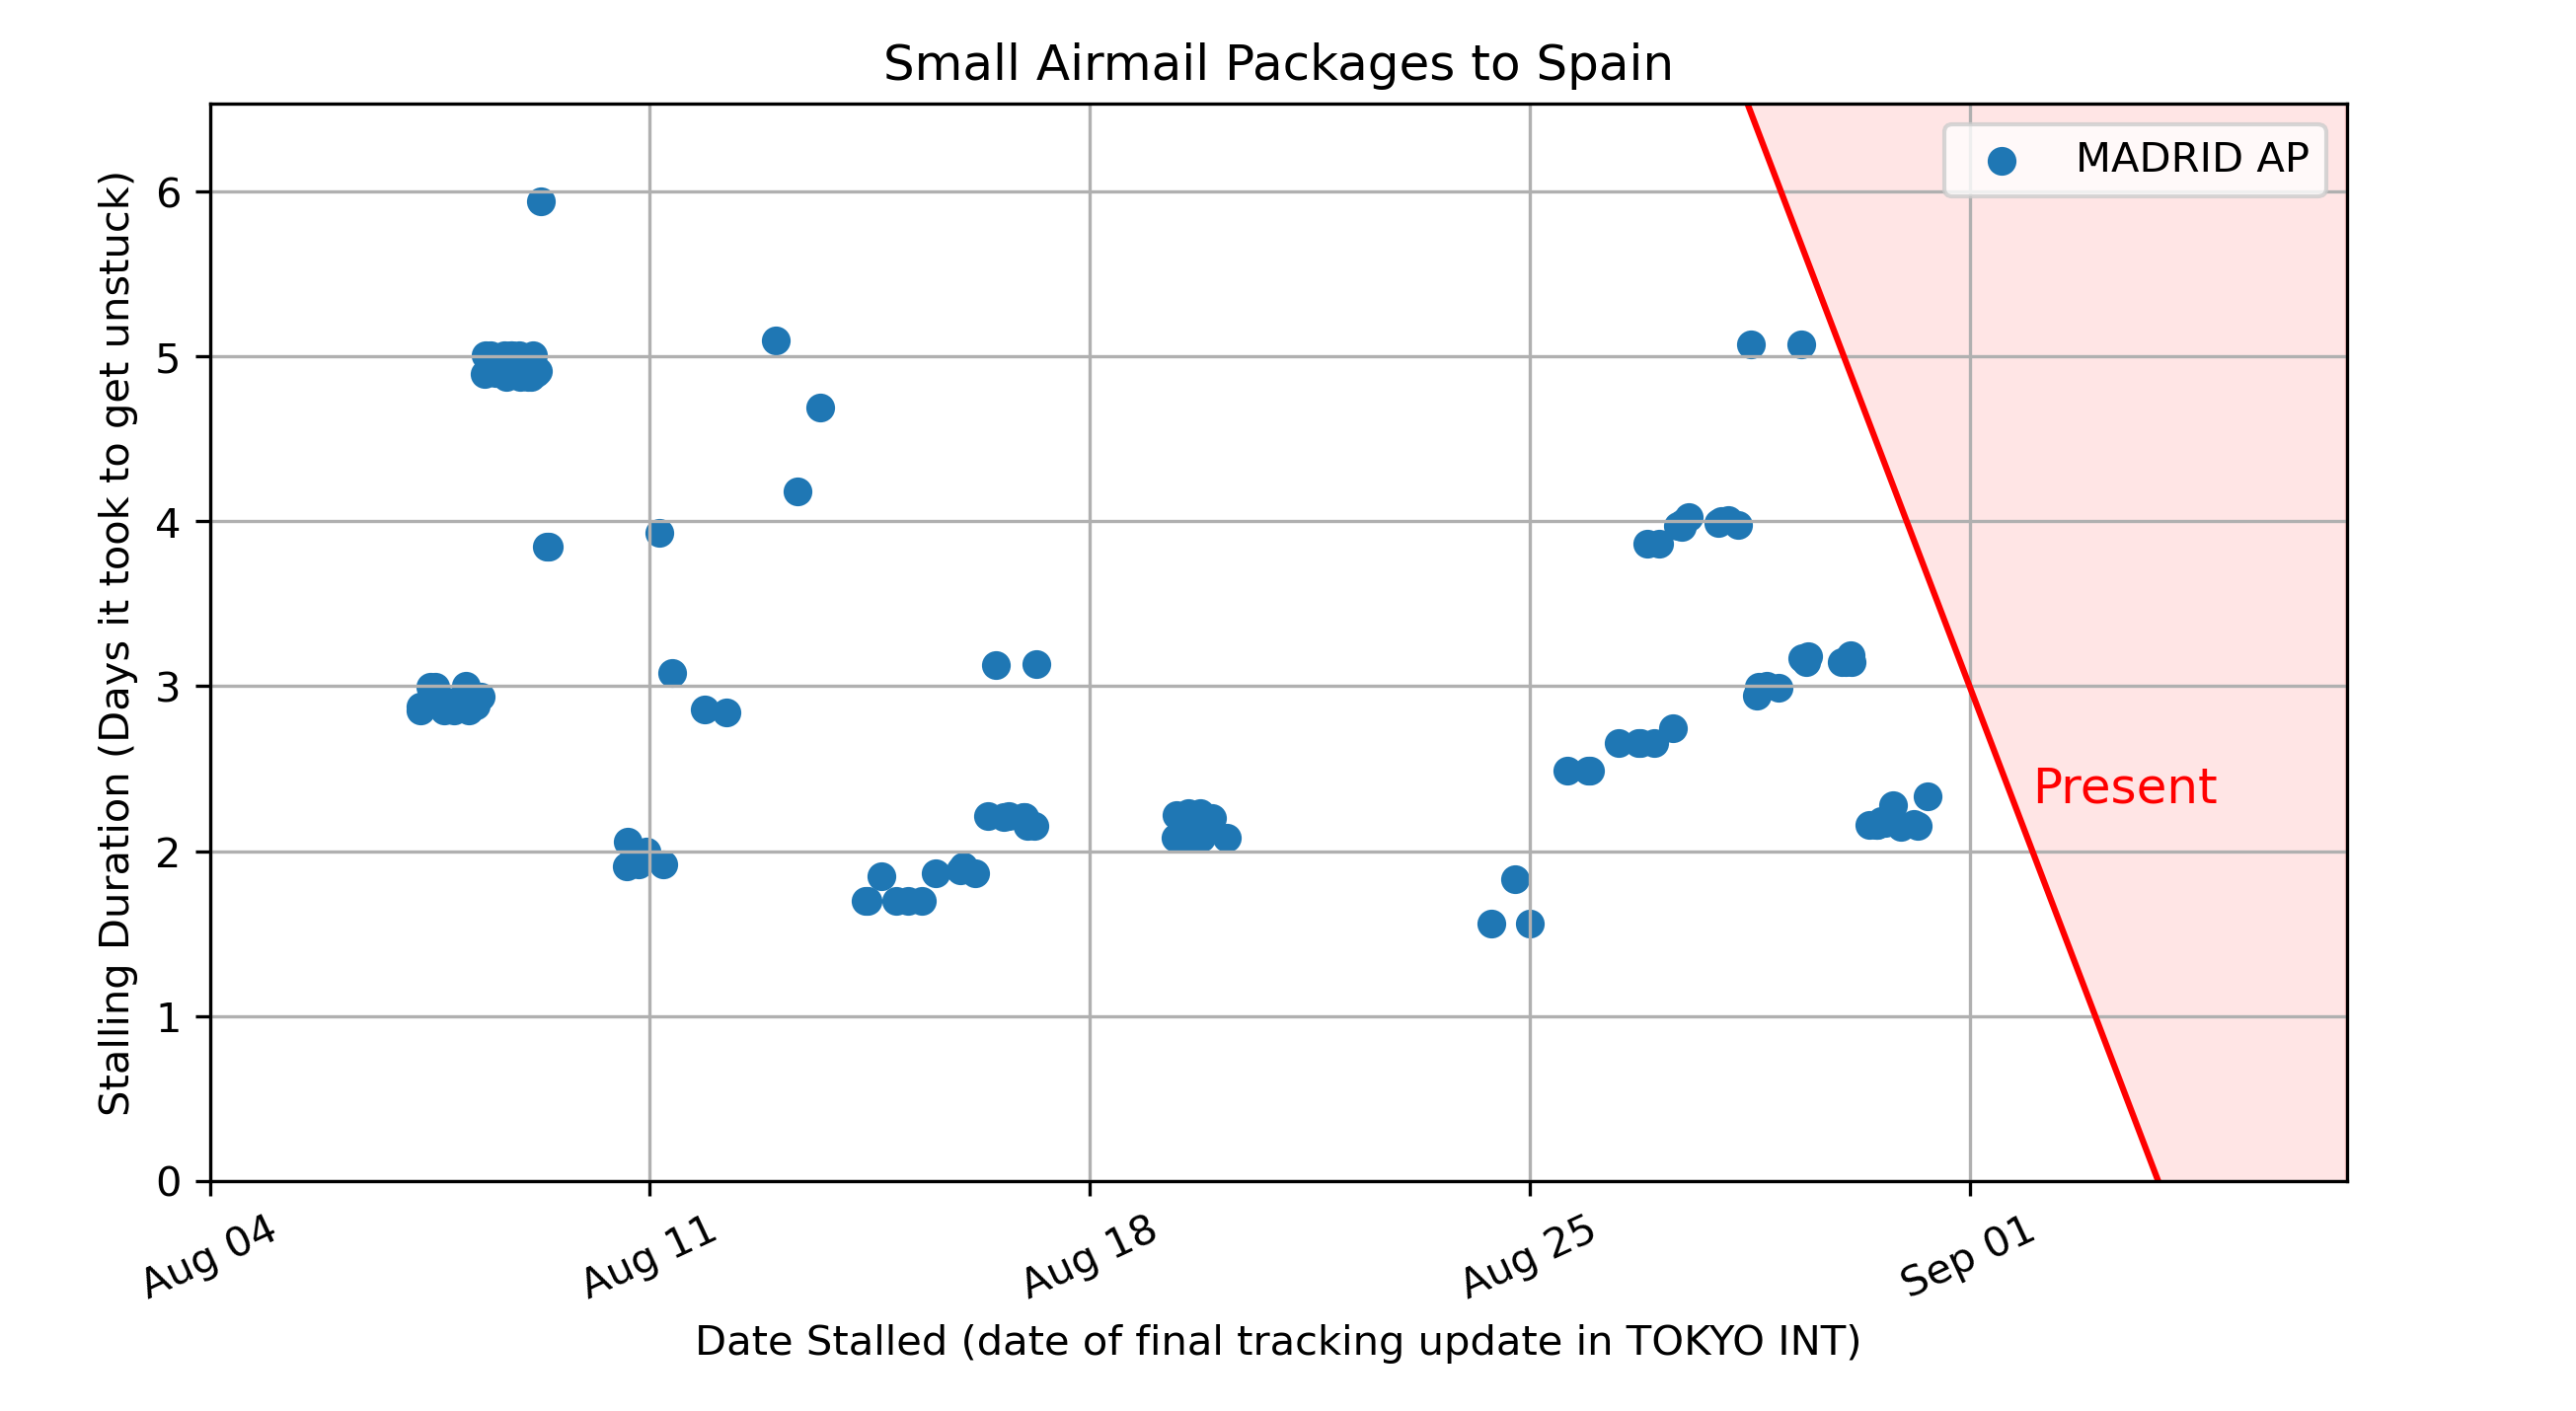 Small Airmail Packages to Spain
MADRID AP
Stalling Duration (Days it took to get unstuck)
6
5
4
3
2
1
0
Present
Aug 04
Aug 11
Aug 18
Aug 25
Sep 01
Date Stalled (date of final tracking update in TOKYO INT)